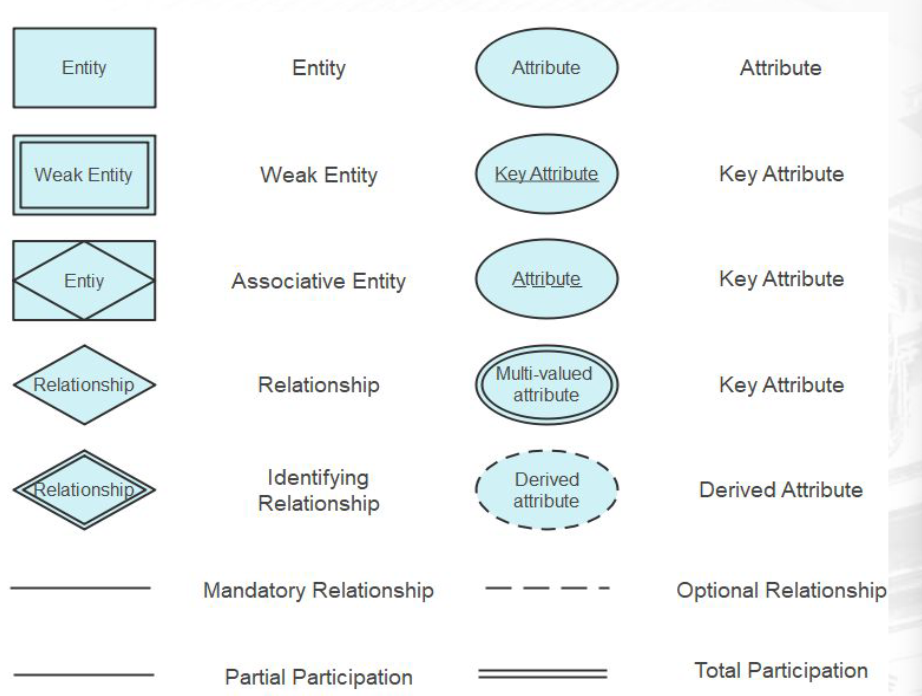 Entity
Entity
Attribute
Attribute
Weak Entity
Weak Entity
Key Attribute
Key Attribute
Entiy
Associative Entity
Attribute
Key Attribute
Relationship
Relationship
Multi-valued
attribute
Key Attribute
Relationship
Identifying
Relationship
Derived
attribute
Derived Attribute
Mandatory Relationship
Optional Relationship
Partial Participation
Total Participation